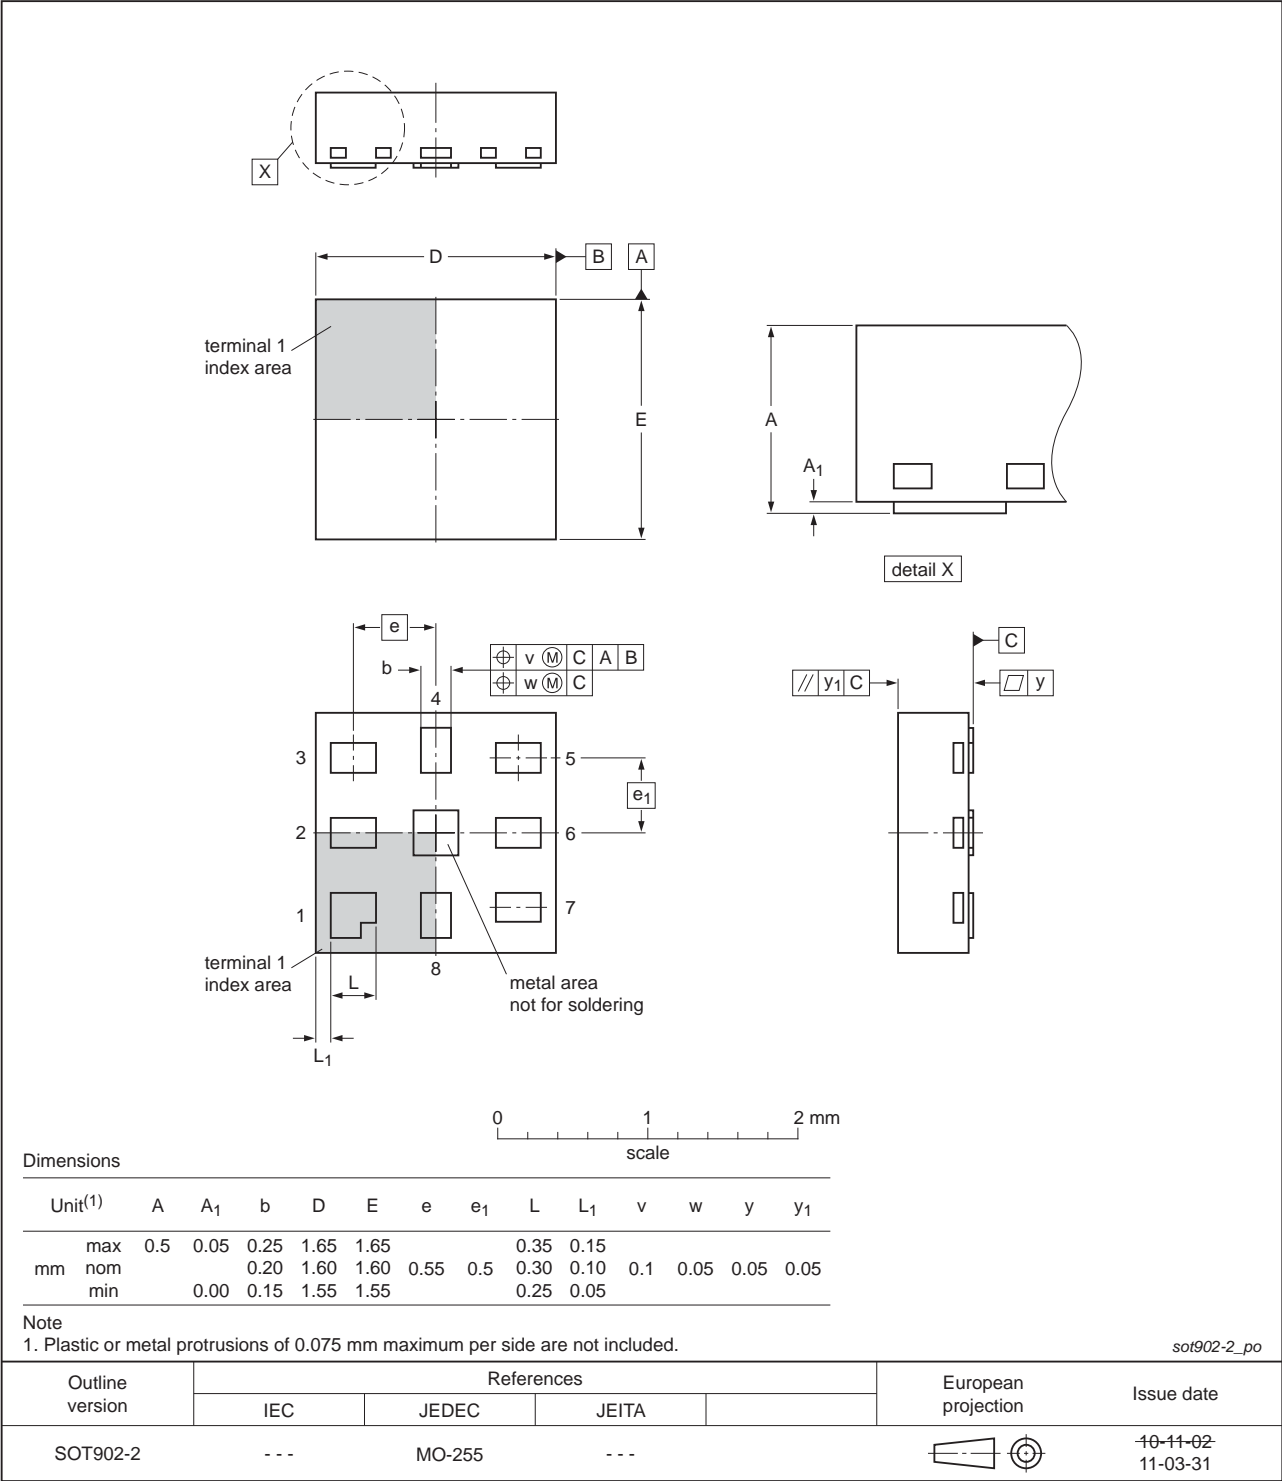 X
D
B
A
terminal 1
index area
E
A
A1
detail X
e
b
v M C A B
w M C
4
3
5
e1
2
6
1
7
terminal 1
index area
L
8
metal area
not for soldering
L1
C
// y1 C
y
0 1 2 mm
scale
Dimensions
Unit(1) A A1 b D E e e1 L L1 v w y y1
max 0.5 0.05 0.25 1.65 1.65 0.35 0.15
mm nom 0.20 1.60 1.60 0.55 0.5 0.30 0.10 0.1 0.05 0.05 0.05
min 0.00 0.15 1.55 1.55 0.25 0.05
Note
1. Plastic or metal protrusions of 0.075 mm maximum per side are not included.
sot902-2_po
Outline
version
References
IEC JEDEC JEITA
European
projection
Issue date
SOT902-2 - - - MO-255 - - -
10-11-02
11-03-31